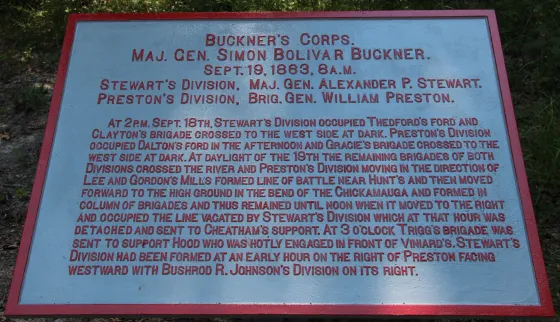 BUCKNER'S CORPS.
MAJ. GEN. SIMON BOLIVAR BUCKNER.
SEPT. 19, 1863, 8 A.M.
STEWART'S DIVISION, MAJ. GEN. ALEXANDER P. STEWART.
PRESTON'S DIVISION, BRIG. GEN. WILLIAM PRESTON.
AT 2 P.M. SEPT. 18TH, STEWART'S DIVISION OCCUPIED THEDFORD'S FORD AND
CLAYTON'S BRIGADE CROSSED TO THE WEST SIDE AT DARK. PRESTON'S DIVISION
OCCUPIED DALTON'S FORD IN THE AFTERNOON AND GRACIE'S BRIGADE CROSSED TO THE
WEST SIDE AT DARK. AT DAYLIGHT OF THE 19TH THE REMAINING BRIGADES OF BOTH
DIVISIONS CROSSED THE RIVER AND PRESTON'S DIVISION MOVING IN THE DIRECTION OF
LEE AND GORDON'S MILLS FORMED LINE OF BATTLE NEAR HUNT'S AND THEN MOVED
FORWARD TO THE HIGH GROUND IN THE BEND OF THE CHICKAMAUGA AND FORMED IN
COLUMN OF BRIGADES AND THUS REMAINED UNTIL NOON WHEN IT MOVED TO THE RIGHT
AND OCCUPIED THE LINE VACATED BY STEWART'S DIVISION WHICH AT THAT HOUR WAS
DETACHED AND SENT TO CHEATHAM'S SUPPORT. AT 3 O'CLOCK TRIGG'S BRIGADE WAS
SENT TO SUPPORT HOOD WHO WAS HOTLY ENGAGED IN FRONT OF VINIARD'S. STEWART'S
DIVISION HAD BEEN FORMED AT AN EARLY HOUR ON THE RIGHT OF PRESTON FACING
WESTWARD WITH BUSHROD R. JOHNSON'S DIVISION ON ITS RIGHT.